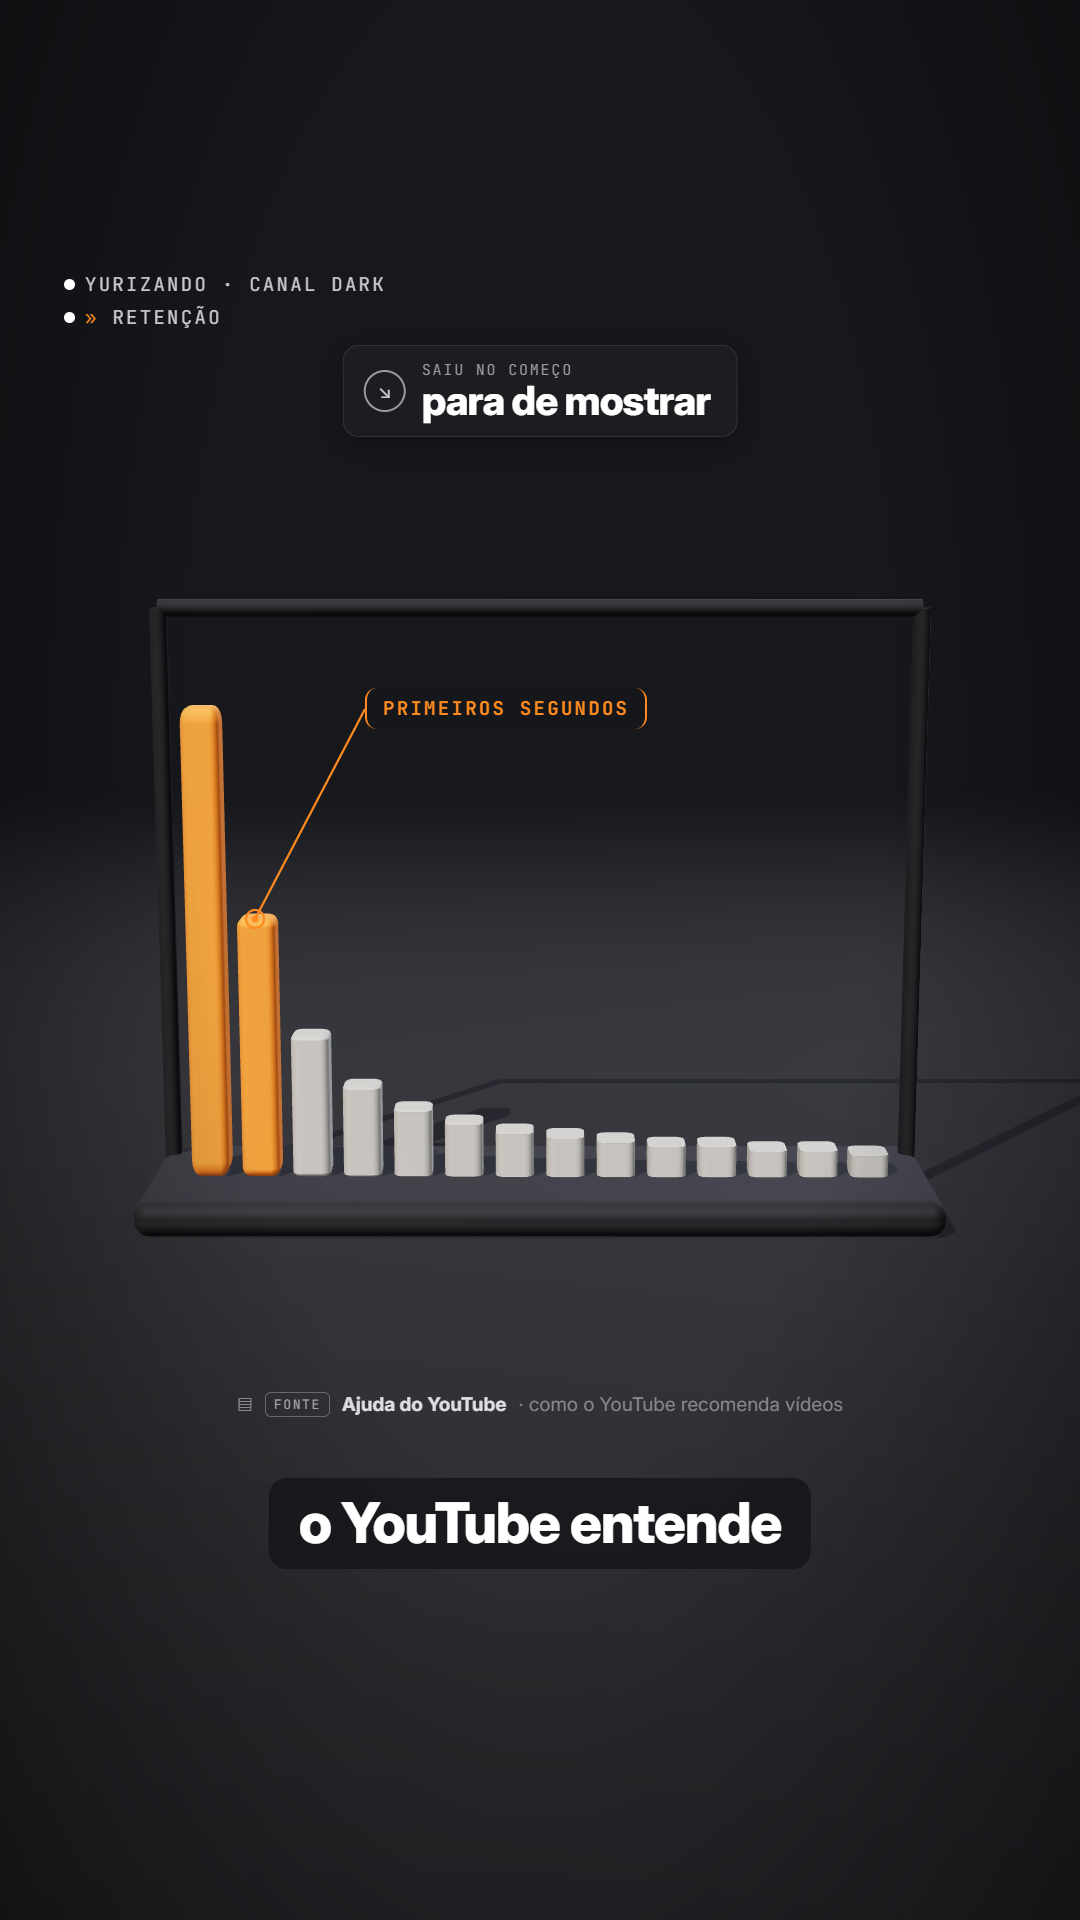 YURIZANDO · CANAL DARK
» RETENÇÃO
SAIU NO COMEÇO
para de mostrar
PRIMEIROS SEGUNDOS
FONTE Ajuda do YouTube · como o YouTube recomenda vídeos
o YouTube entende